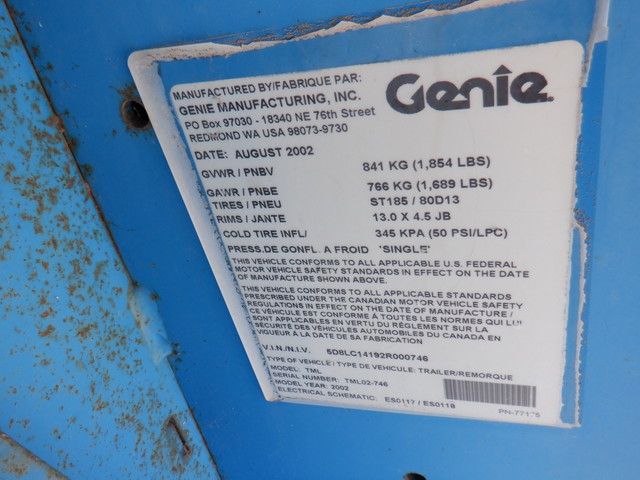 MANUFACTURED BY/FABRIQUE PAR:
GENIE MANUFACTURING, INC.
PO Box 97030 - 18340 NE 76th Street
REDMOND WA USA 98073-9730
Genie.
DATE: AUGUST 2002
GVWR / PNBV 841 KG (1,854 LBS)
GAWR / PNBE 766 KG (1,689 LBS)
TIRES / PNEU ST185 / 80D13
RIMS / JANTE 13.0 X 4.5 JB
COLD TIRE INFL/ 345 KPA (50 PSI/LPC)
PRESS.DE GONFL. A FROID "SINGLE"
THIS VEHICLE CONFORMS TO ALL APPLICABLE U.S. FEDERAL
MOTOR VEHICLE SAFETY STANDARDS IN EFFECT ON THE DATE
OF MANUFACTURE SHOWN ABOVE.
THIS VEHICLE CONFORMS TO ALL APPLICABLE STANDARDS
PRESCRIBED UNDER THE CANADIAN MOTOR VEHICLE SAFETY
REGULATIONS IN EFFECT ON THE DATE OF MANUFACTURE /
CE VÉHICULE EST CONFORME À TOUTES LES NORMES QUI LUI
SONT APPLICABLES EN VERTU DU RÈGLEMENT SUR LA
SÉCURITÉ DES VÉHICULES AUTOMOBILES DU CANADA EN
VIGUEUR À LA DATE DE SA FABRICATION
V.I.N./N.I.V. 5D8LC14192R000746
TYPE OF VEHICLE / TYPE DE VÉHICULE: TRAILER/REMORQUE
MODEL: TML
SERIAL NUMBER: TML02-746
MODEL YEAR: 2002
ELECTRICAL SCHEMATIC: ES0117 / ES0118